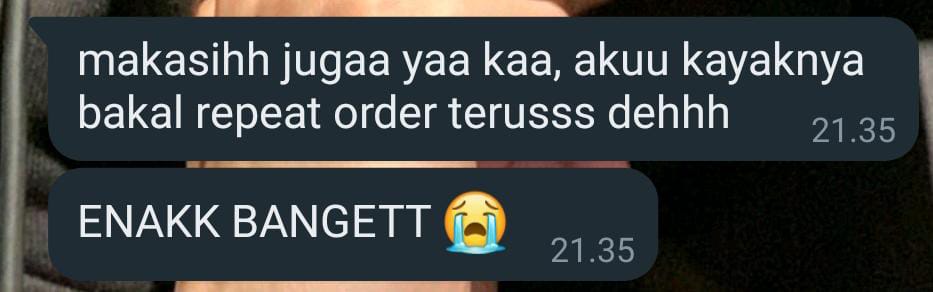 makasihh jugaa yaa kaa, akuu kayaknya
bakal repeat order terusss dehhh
21.35
ENAKK BANGETT 😭
21.35